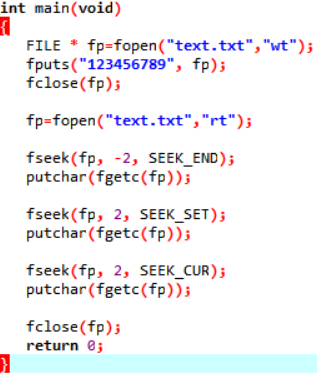 int main(void)
{
FILE * fp=fopen("text.txt","wt");
fputs("123456789", fp);
fclose(fp);
fp=fopen("text.txt","rt");
fseek(fp, -2, SEEK_END);
putchar(fgetc(fp));
fseek(fp, 2, SEEK_SET);
putchar(fgetc(fp));
fseek(fp, 2, SEEK_CUR);
putchar(fgetc(fp));
fclose(fp);
return 0;
}